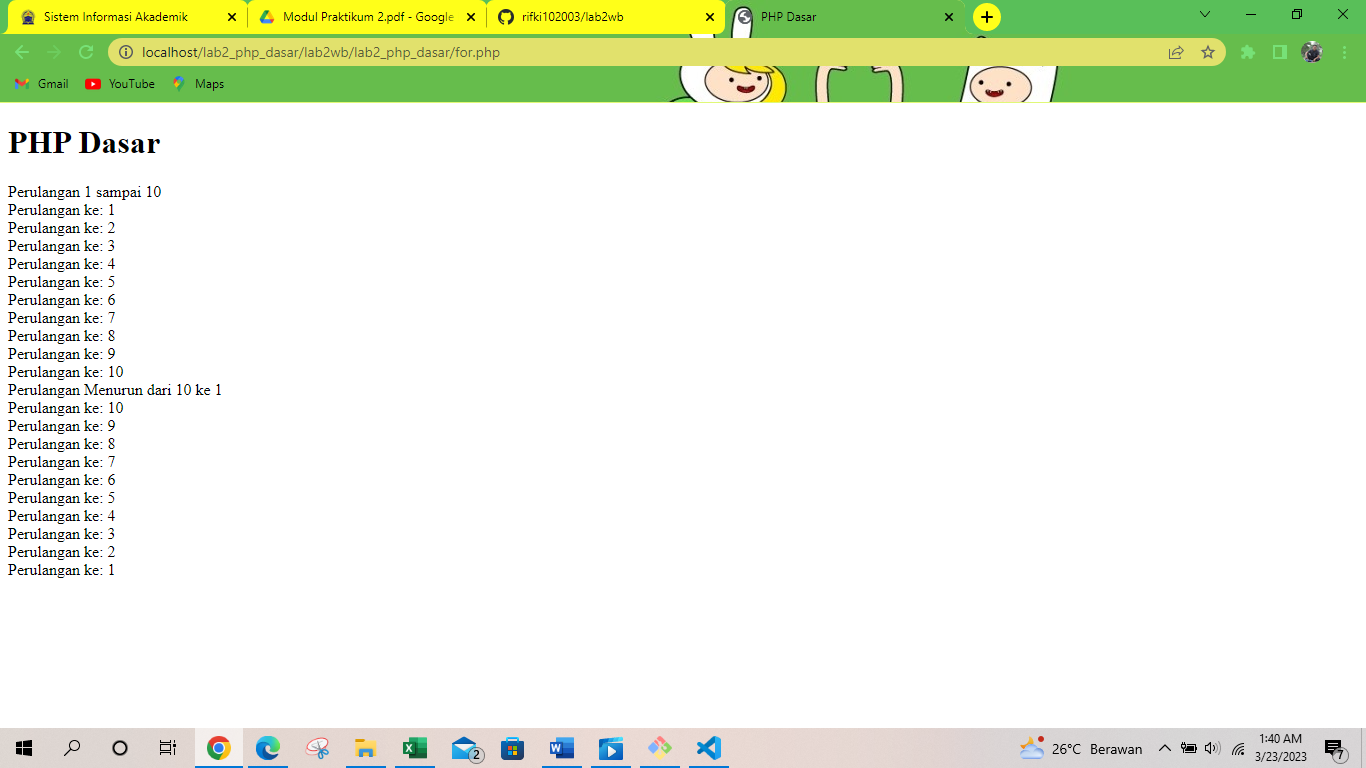 Sistem Informasi Akademik
Modul Praktikum 2.pdf - Google
rifki102003/lab2wb
PHP Dasar
localhost/lab2_php_dasar/lab2wb/lab2_php_dasar/for.php
Gmail
YouTube
Maps
PHP Dasar
Perulangan 1 sampai 10
Perulangan ke: 1
Perulangan ke: 2
Perulangan ke: 3
Perulangan ke: 4
Perulangan ke: 5
Perulangan ke: 6
Perulangan ke: 7
Perulangan ke: 8
Perulangan ke: 9
Perulangan ke: 10
Perulangan Menurun dari 10 ke 1
Perulangan ke: 10
Perulangan ke: 9
Perulangan ke: 8
Perulangan ke: 7
Perulangan ke: 6
Perulangan ke: 5
Perulangan ke: 4
Perulangan ke: 3
Perulangan ke: 2
Perulangan ke: 1
2
26°C Berawan
1:40 AM
3/23/2023
7